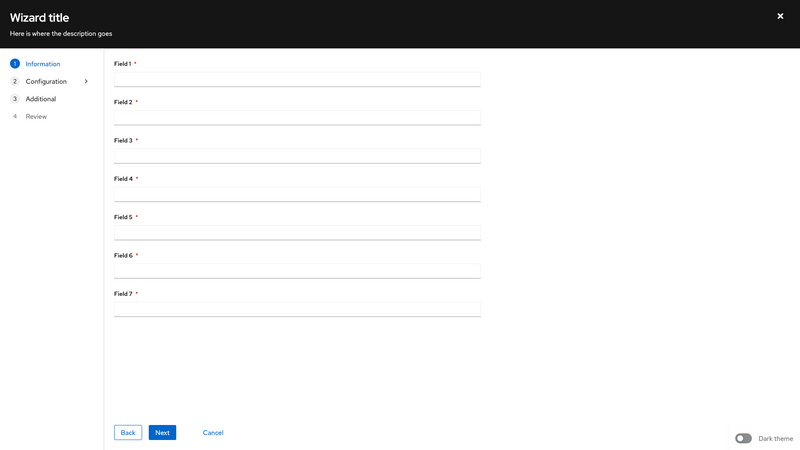 Wizard title
Here is where the description goes
1 Information
2 Configuration
3 Additional
4 Review
Field 1 *
Field 2 *
Field 3 *
Field 4 *
Field 5 *
Field 6 *
Field 7 *
Back Next Cancel
Dark theme